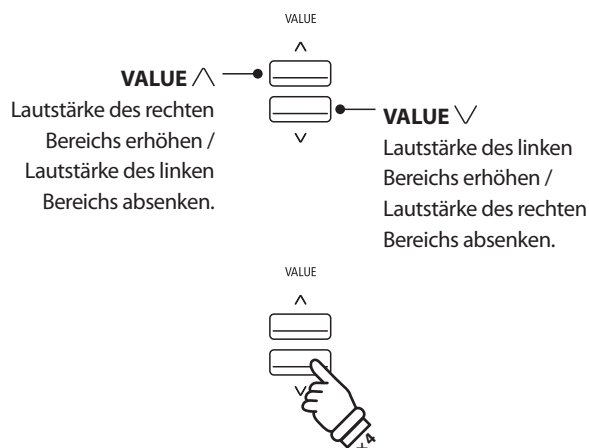 VALUE
VALUE
Lautstärke des rechten
Bereichs erhöhen /
Lautstärke des linken
Bereichs absenken.
VALUE
Lautstärke des linken
Bereichs erhöhen /
Lautstärke des rechten
Bereichs absenken.
VALUE
×4